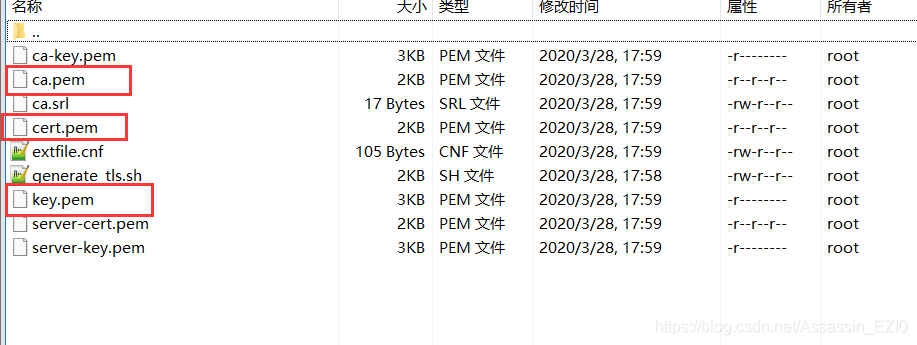 名称 大小 类型 修改时间 属性 所有者
..
ca-key.pem 3KB PEM 文件 2020/3/28, 17:59 -r-------- root
ca.pem 2KB PEM 文件 2020/3/28, 17:59 -r--r--r-- root
ca.srl 17 Bytes SRL 文件 2020/3/28, 17:59 -rw-r--r-- root
cert.pem 2KB PEM 文件 2020/3/28, 17:59 -r--r--r-- root
extfile.cnf 105 Bytes CNF 文件 2020/3/28, 17:59 -rw-r--r-- root
generate_tls.sh 2KB SH 文件 2020/3/28, 17:58 -rw-r--r-- root
key.pem 3KB PEM 文件 2020/3/28, 17:59 -r-------- root
server-cert.pem 2KB PEM 文件 2020/3/28, 17:59 -r--r--r-- root
server-key.pem 3KB PEM 文件 2020/3/28, 17:59 -r-------- root
https://blog.csdn.net/Assassin_EZI0